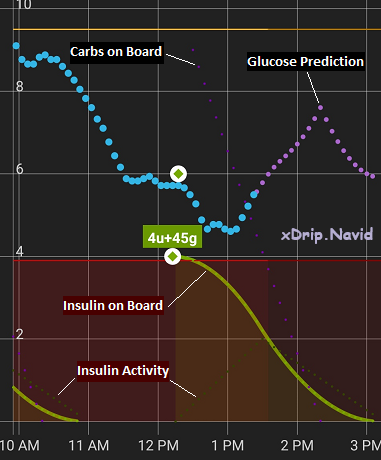 10
Carbs on Board
Glucose Prediction
8
6
xDrip.Navid
4u+45g
4
Insulin on Board
2
Insulin Activity
10 AM 11 AM 12 PM 1 PM 2 PM 3 PM